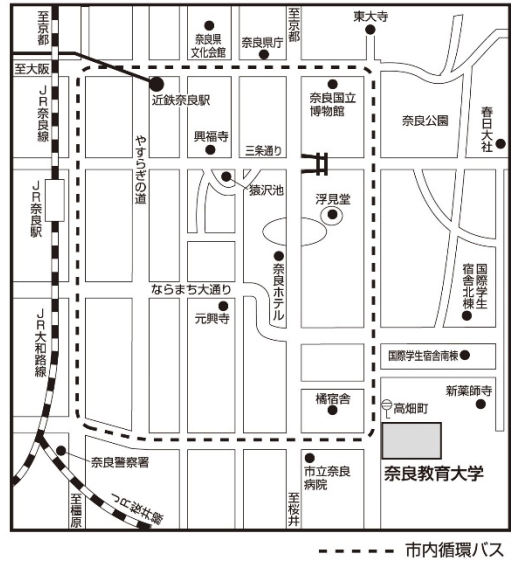 至京都
至京都
東大寺
奈良県
文化会館
奈良県庁
至大阪
近鉄奈良駅
奈良国立
博物館
奈良公園
春日大社
JR奈良線
やすらぎの道
興福寺
三条通り
猿沢池
浮見堂
JR奈良駅
奈良ホテル
国際学生
宿舎北棟
ならまち大通り
元興寺
JR大和路線
国際学生宿舎南棟
橘宿舎
高畑町
新薬師寺
奈良警察署
市立奈良
病院
奈良教育大学
至橿原
JR桜井線
至桜井
市内循環バス